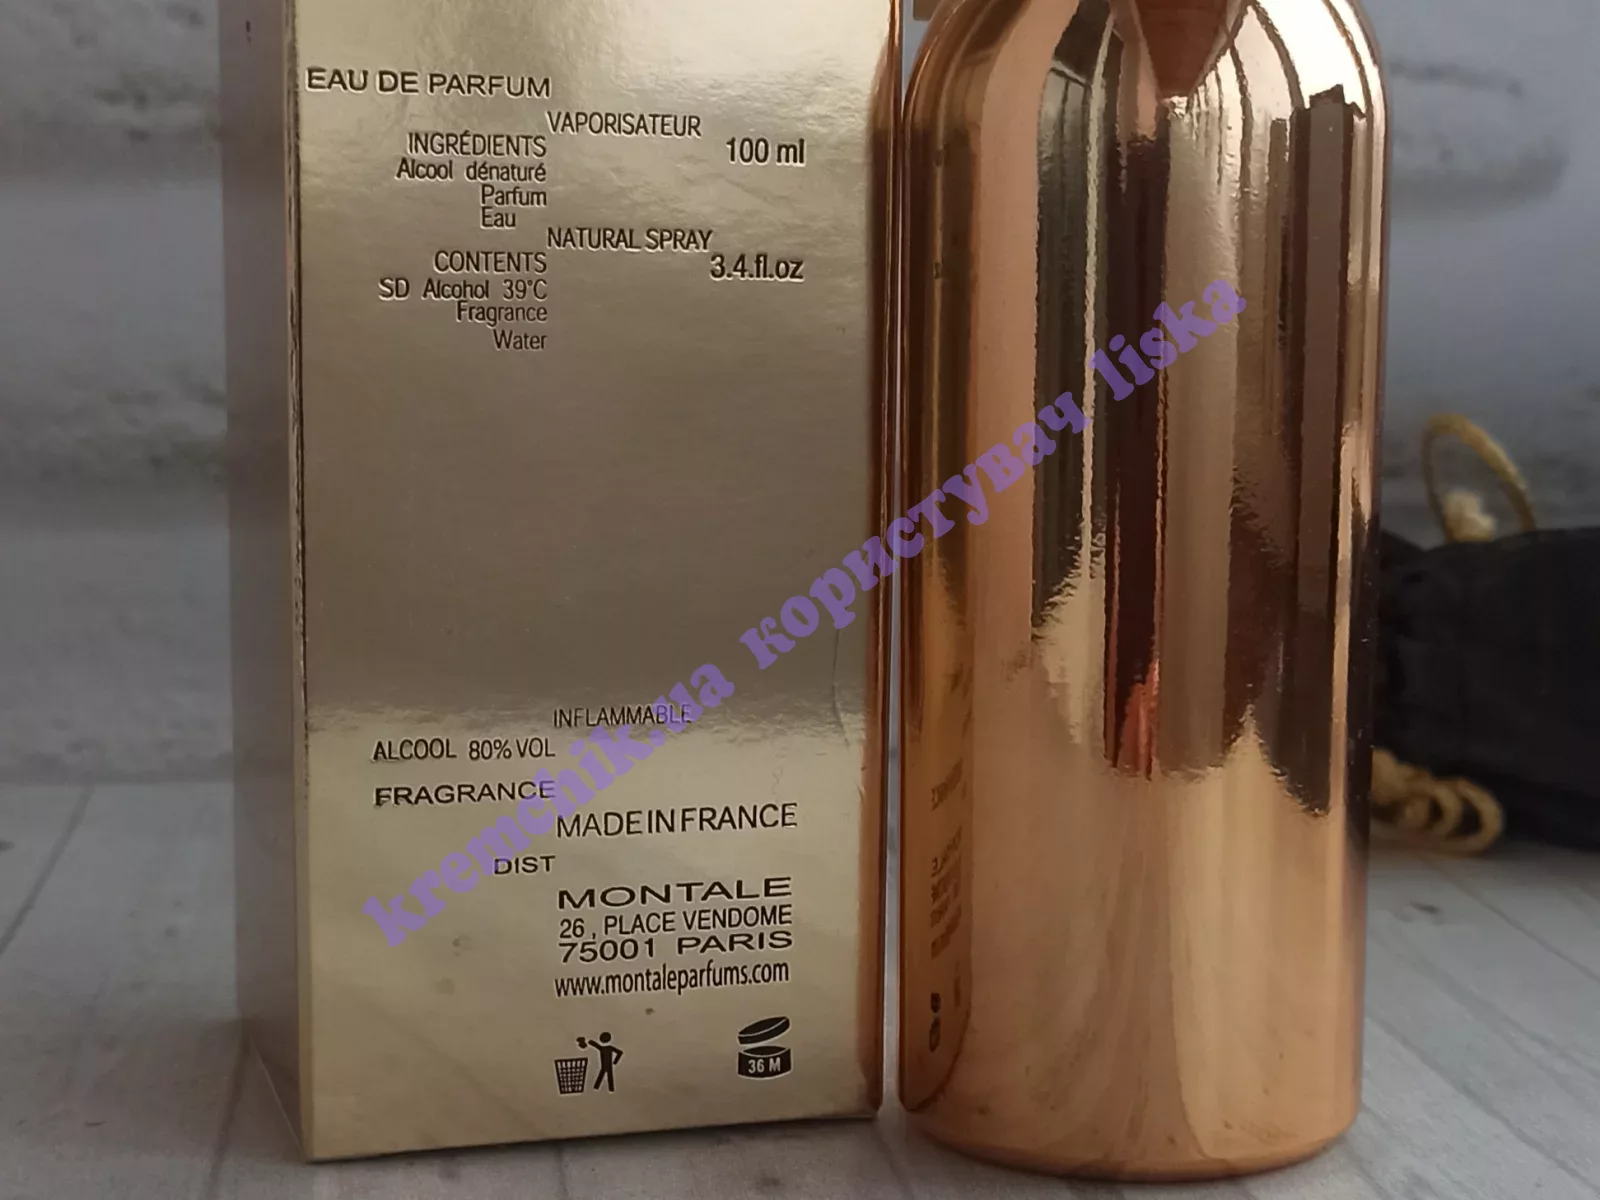 EAU DE PARFUM
VAPORISATEUR
100 ml
INGRÉDIENTS
Alcool dénaturé
Parfum
Eau
NATURAL SPRAY
3.4.fl.oz
CONTENTS
SD Alcohol 39°C
Fragrance
Water
INFLAMMABLE
ALCOOL 80% VOL
FRAGRANCE
MADE IN FRANCE
DIST
MONTALE
26, PLACE VENDOME
75001 PARIS
www.montaleparfums.com
36 M
kremchik.ua користувач liska